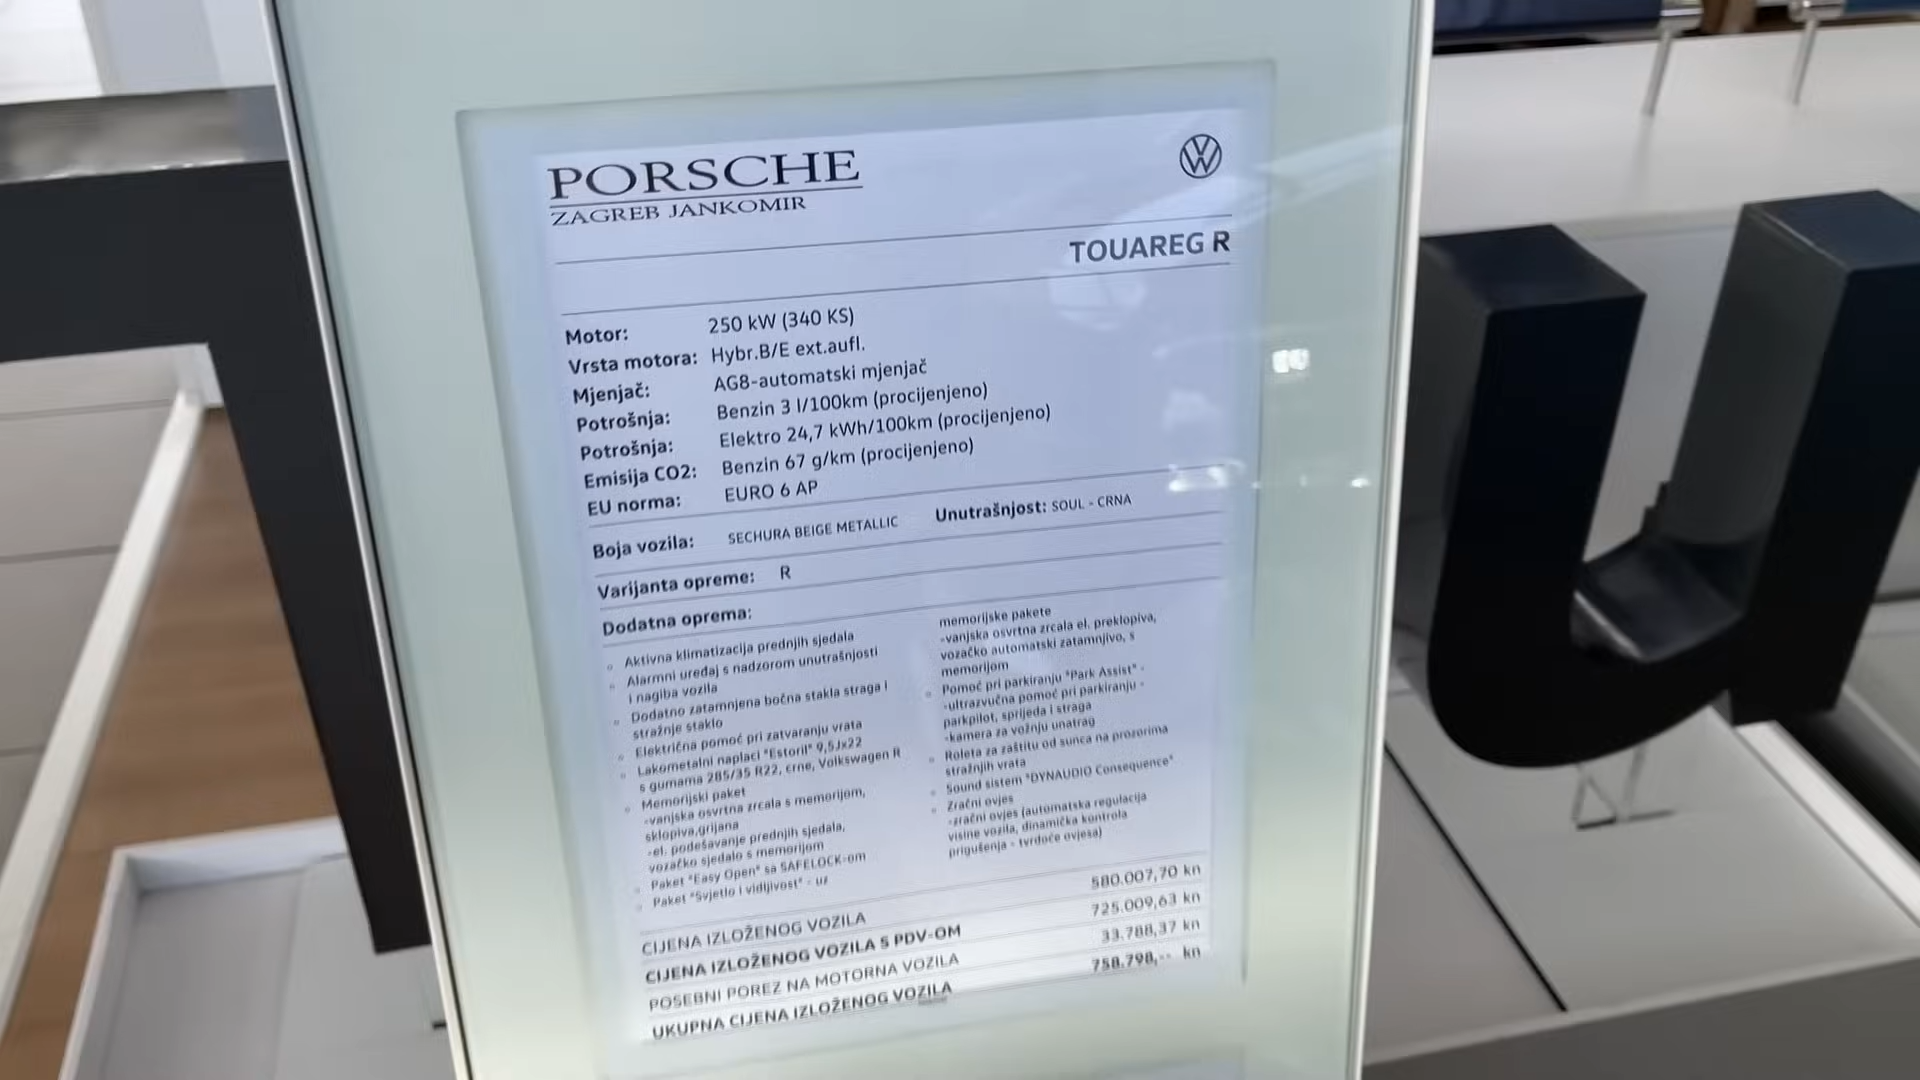 PORSCHE
ZAGREB JANKOMIR
TOUAREG R
Motor: 250 kW (340 KS)
Vrsta motora: Hybr.B/E ext.aufl.
Mjenjač: AG8-automatski mjenjač
Potrošnja: Benzin 3 l/100km (procijenjeno)
Potrošnja: Elektro 24,7 kWh/100km (procijenjeno)
Emisija CO2: Benzin 67 g/km (procijenjeno)
EU norma: EURO 6 AP
Boja vozila: SECHURA BEIGE METALLIC Unutrašnjost: SOUL - CRNA
Varijanta opreme: R
Dodatna oprema:
Aktivna klimatizacija prednjih sjedala
Alarmni uređaj s nadzorom unutrašnjosti
i nagiba vozila
Dodatno zatamnjena bočna stakla straga i
stražnje staklo
Električna pomoć pri zatvaranju vrata
Lakometalni naplaci "Estoril" 9,5Jx22
s gumama 285/35 R22, crne, Volkswagen R
Memorijski paket
-vanjska osvrtna zrcala s memorijom,
sklopiva,grijana
-el. podešavanje prednjih sjedala,
vozačko sjedalo s memorijom
Paket "Easy Open" sa SAFELOCK-om
Paket "Svjetlo i vidljivost" - uz
memorijske pakete
-vanjska osvrtna zrcala el. preklopiva,
vozačko automatski zatamnjivo, s
memorijom
Pomoć pri parkiranju "Park Assist" -
-ultrazvučna pomoć pri parkiranju -
parkpilot, sprijeda i straga
-kamera za vožnju unatrag
Roleta za zaštitu od sunca na prozorima
stražnjih vrata
Sound sistem "DYNAUDIO Consequence"
Zračni ovjes
-zračni ovjes (automatska regulacija
visine vozila, dinamička kontrola
prigušenja - tvrdoće ovjesa)
CIJENA IZLOŽENOG VOZILA 580.007,70 kn
CIJENA IZLOŽENOG VOZILA S PDV-OM 725.009,63 kn
POSEBNI POREZ NA MOTORNA VOZILA 33.788,37 kn
UKUPNA CIJENA IZLOŽENOG VOZILA 758.798,-- kn